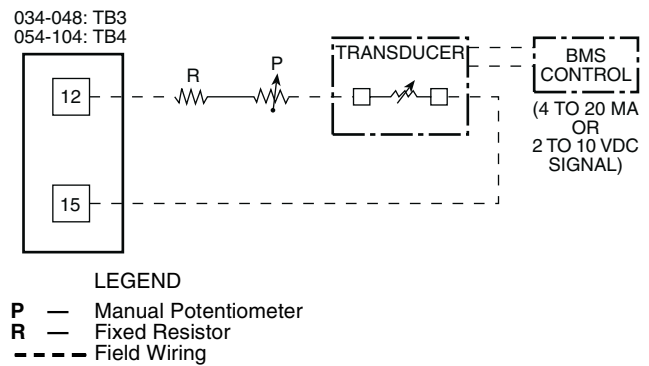 034-048: TB3
054-104: TB4
12
15
R
P
TRANSDUCER
BMS
CONTROL
(4 TO 20 MA
OR
2 TO 10 VDC
SIGNAL)
LEGEND
P — Manual Potentiometer
R — Fixed Resistor
Field Wiring